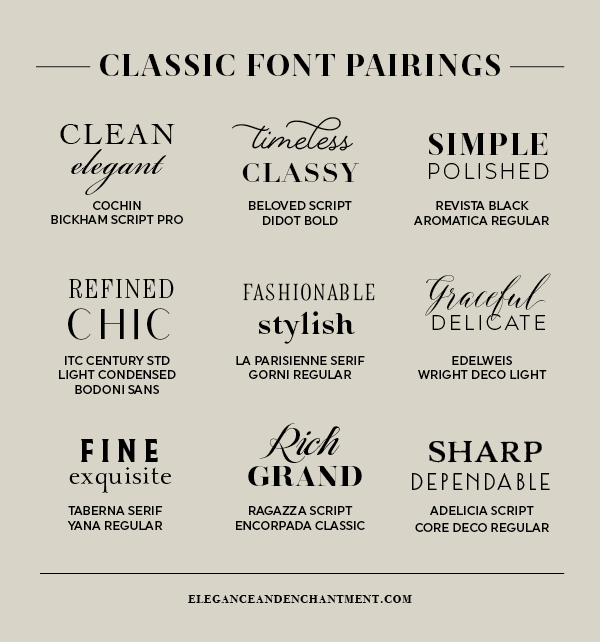 CLASSIC FONT PAIRINGS
CLEAN
elegant
COCHIN
BICKHAM SCRIPT PRO
timeless
CLASSY
BELOVED SCRIPT
DIDOT BOLD
SIMPLE
POLISHED
REVISTA BLACK
AROMATICA REGULAR
REFINED
CHIC
ITC CENTURY STD
LIGHT CONDENSED
BODONI SANS
FASHIONABLE
stylish
LA PARISIENNE SERIF
GORNI REGULAR
Graceful
DELICATE
EDELWEIS
WRIGHT DECO LIGHT
FINE
exquisite
TABERNA SERIF
YANA REGULAR
Rich
GRAND
RAGAZZA SCRIPT
ENCORPADA CLASSIC
SHARP
DEPENDABLE
ADELICIA SCRIPT
CORE DECO REGULAR
ELEGANCEANDENCHANTMENT.COM